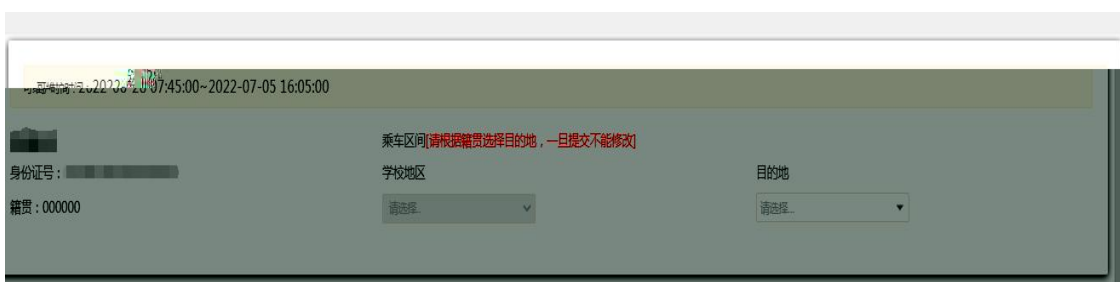 07:45:00~2022-07-05 16:05:00
乘车区间[请根据籍贯选择目的地，一旦提交不能修改]
身份证号：
学校地区
目的地
籍贯：000000
请选择..
请选择...